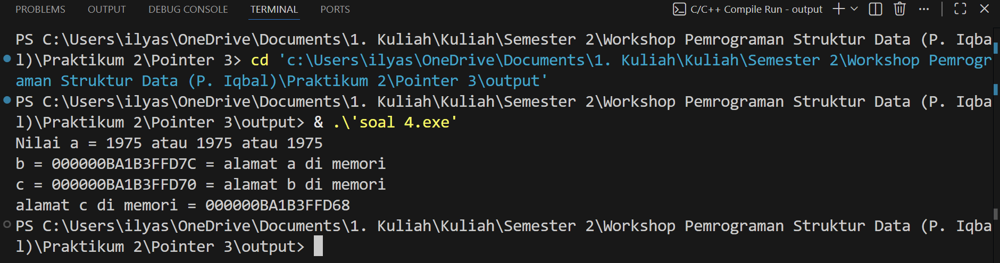 PROBLEMS OUTPUT DEBUG CONSOLE TERMINAL PORTS C/C++ Compile Run - output
PS C:\Users\ilyas\OneDrive\Documents\1. Kuliah\Kuliah\Semester 2\Workshop Pemrograman Struktur Data (P. Iqba
l)\Praktikum 2\Pointer 3> cd 'c:\Users\ilyas\OneDrive\Documents\1. Kuliah\Kuliah\Semester 2\Workshop Pemrogr
aman Struktur Data (P. Iqbal)\Praktikum 2\Pointer 3\output'
PS C:\Users\ilyas\OneDrive\Documents\1. Kuliah\Kuliah\Semester 2\Workshop Pemrograman Struktur Data (P. Iqba
l)\Praktikum 2\Pointer 3\output> & .\'soal 4.exe'
Nilai a = 1975 atau 1975 atau 1975
b = 000000BA1B3FFD7C = alamat a di memori
c = 000000BA1B3FFD70 = alamat b di memori
alamat c di memori = 000000BA1B3FFD68
PS C:\Users\ilyas\OneDrive\Documents\1. Kuliah\Kuliah\Semester 2\Workshop Pemrograman Struktur Data (P. Iqba
l)\Praktikum 2\Pointer 3\output>